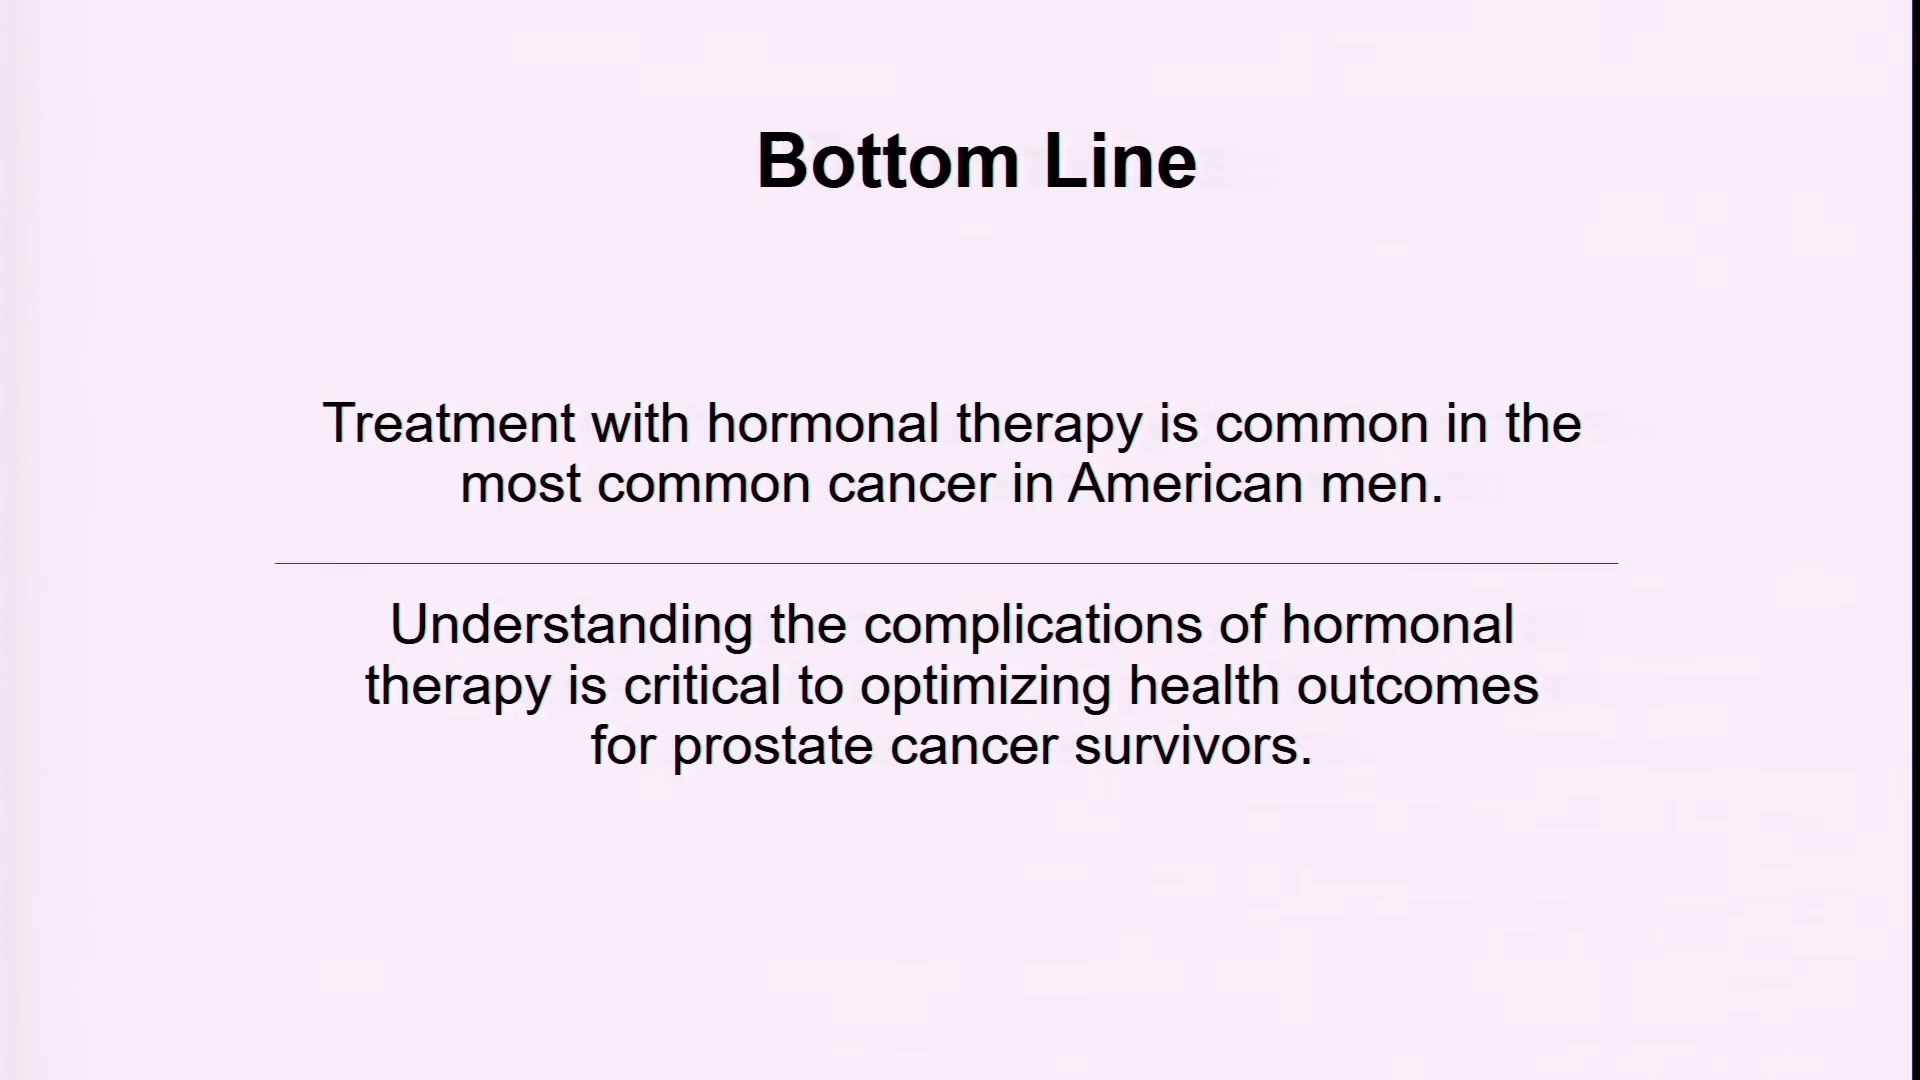 Bottom Line
Treatment with hormonal therapy is common in the
most common cancer in American men.
Understanding the complications of hormonal
therapy is critical to optimizing health outcomes
for prostate cancer survivors.